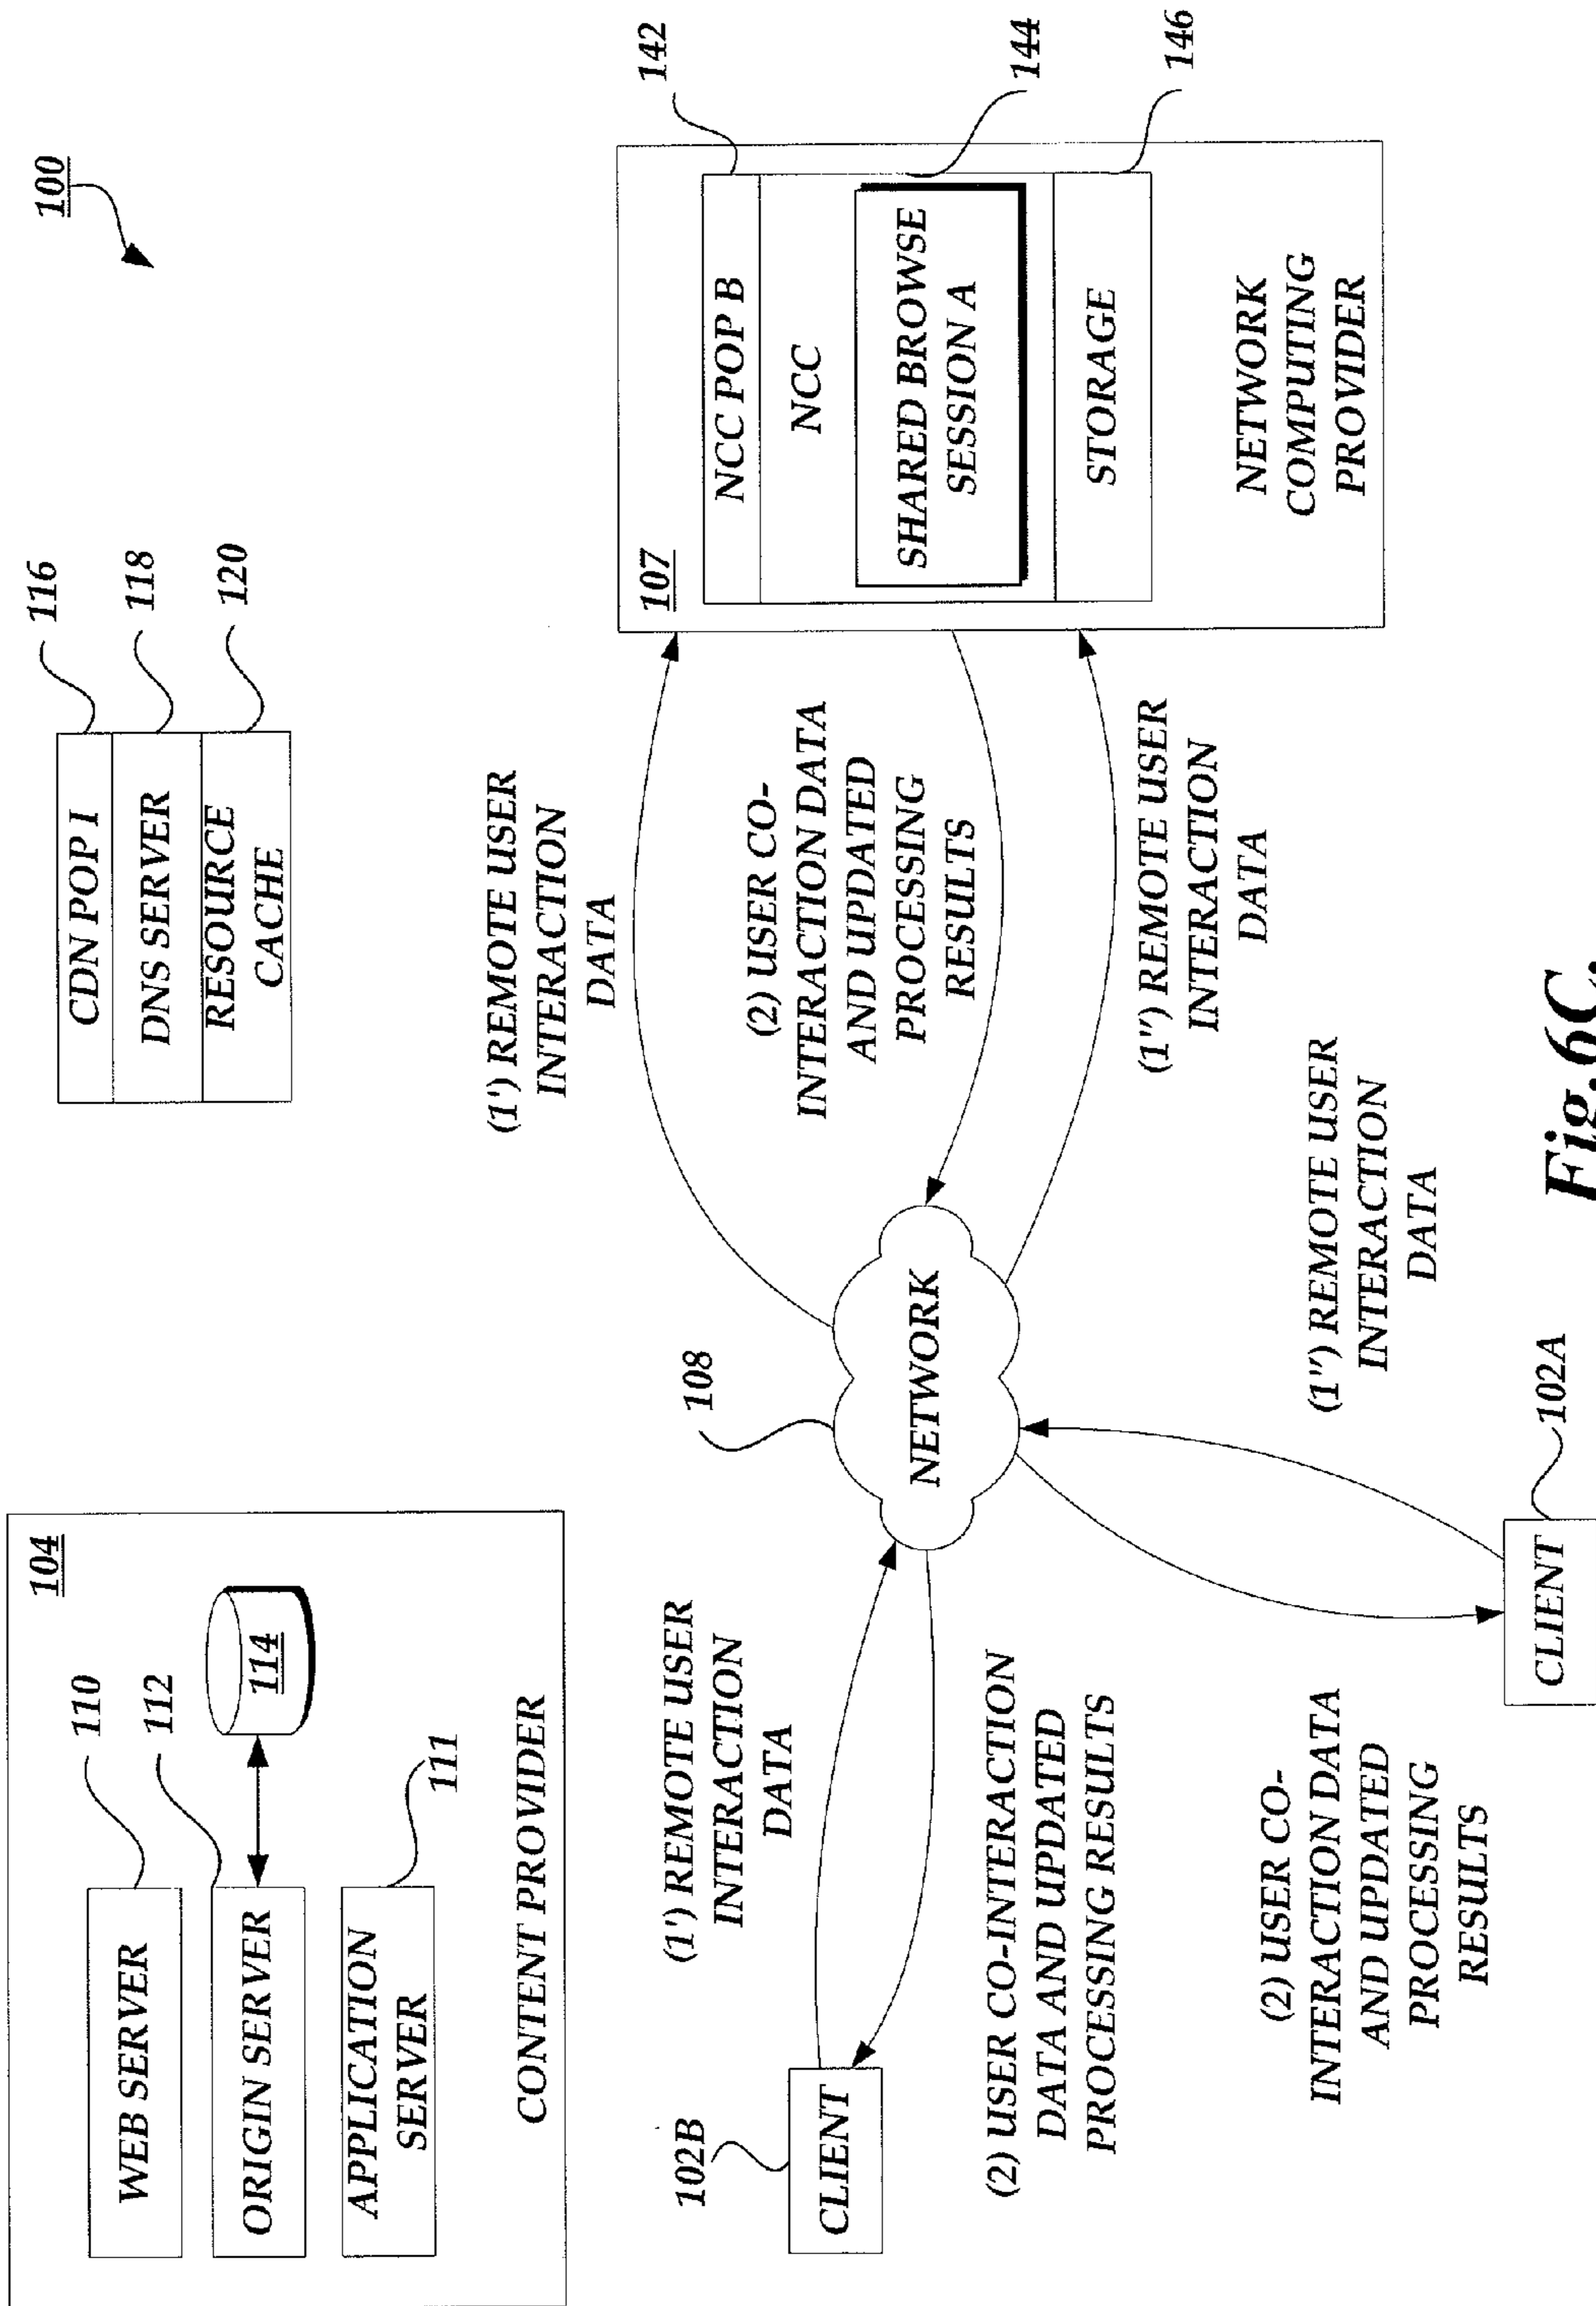 100
104
110
WEB SERVER
112
ORIGIN SERVER
114
APPLICATION
SERVER
111
CONTENT PROVIDER
CDN POP I
116
DNS SERVER
118
RESOURCE
CACHE
120
(1') REMOTE USER
INTERACTION
DATA
107
NCC POP B
142
NCC
SHARED BROWSE
SESSION A
144
STORAGE
146
NETWORK
COMPUTING
PROVIDER
(1') REMOTE USER
INTERACTION
DATA
108
NETWORK
(2) USER CO-
INTERACTION DATA
AND UPDATED
PROCESSING
RESULTS
102B
CLIENT
(2) USER CO-INTERACTION
DATA AND UPDATED
PROCESSING RESULTS
(1") REMOTE USER
INTERACTION
DATA
(1") REMOTE USER
INTERACTION
DATA
(2) USER CO-
INTERACTION DATA
AND UPDATED
PROCESSING
RESULTS
CLIENT
102A
Fig.6C.